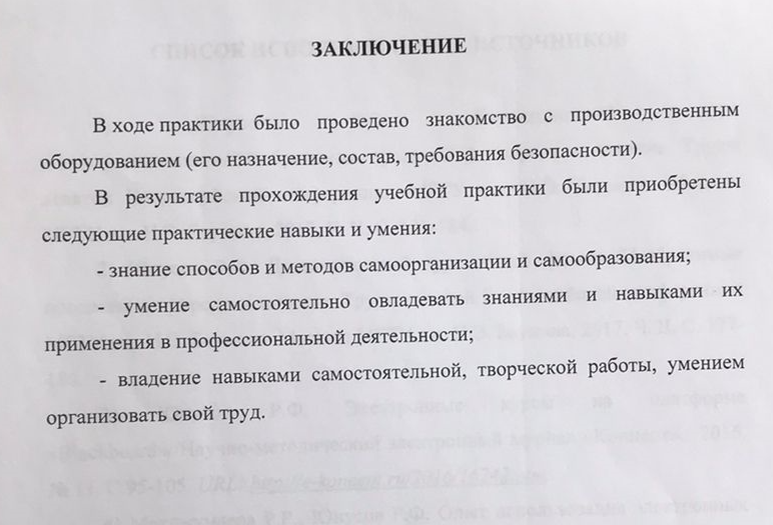 ЗАКЛЮЧЕНИЕ
В ходе практики было проведено знакомство с производственным
оборудованием (его назначение, состав, требования безопасности).
В результате прохождения учебной практики были приобретены
следующие практические навыки и умения:
- знание способов и методов самоорганизации и самообразования;
- умение самостоятельно овладевать знаниями и навыками их
применения в профессиональной деятельности;
- владение навыками самостоятельной, творческой работы, умением
организовать свой труд.